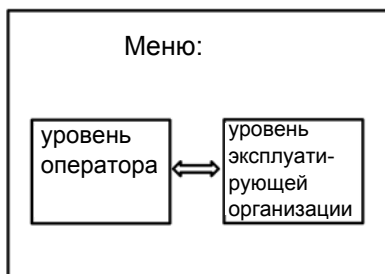 Меню:
уровень
оператора
уровень
эксплуати-
рующей
организации